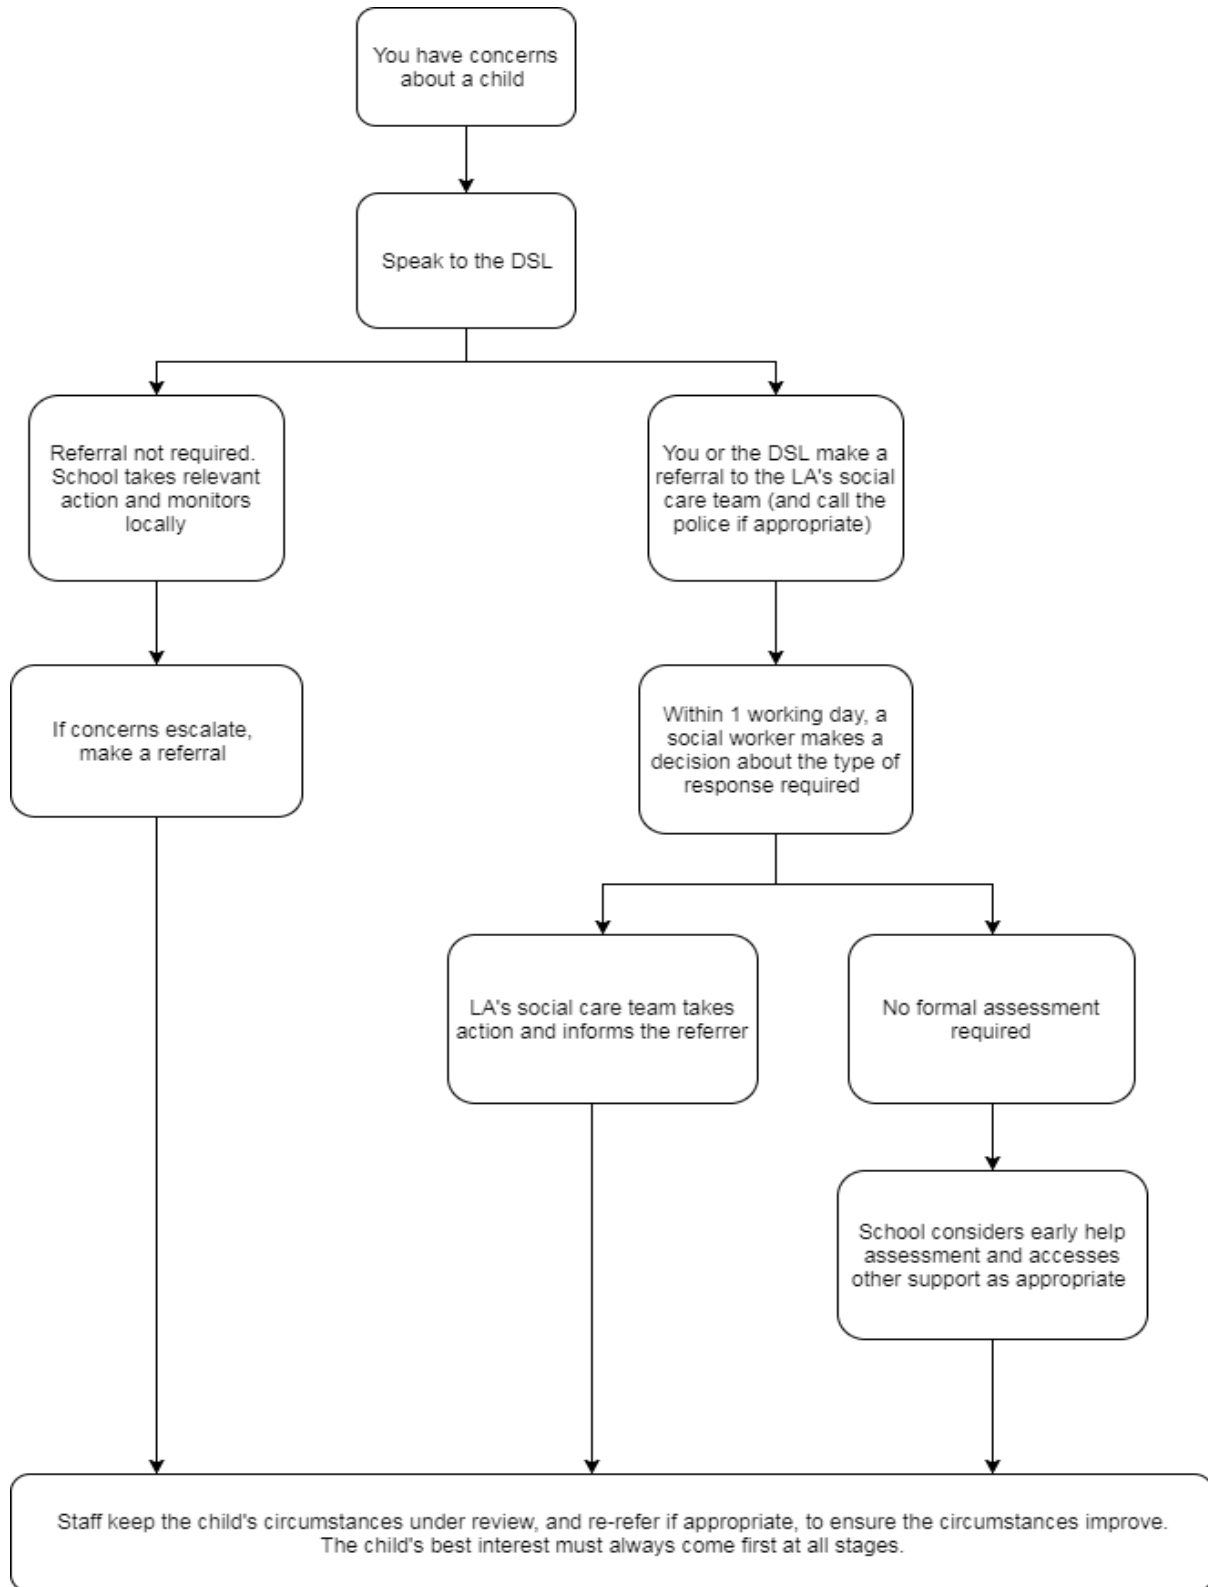 You have concerns
about a child
Speak to the DSL
Referral not required.
School takes relevant
action and monitors
locally
You or the DSL make a
referral to the LA's social
care team (and call the
police if appropriate)
If concerns escalate,
make a referral
Within 1 working day, a
social worker makes a
decision about the type of
response required
LA's social care team takes
action and informs the referrer
No formal assessment
required
School considers early help
assessment and accesses
other support as appropriate
Staff keep the child's circumstances under review, and re-refer if appropriate, to ensure the circumstances improve.
The child's best interest must always come first at all stages.